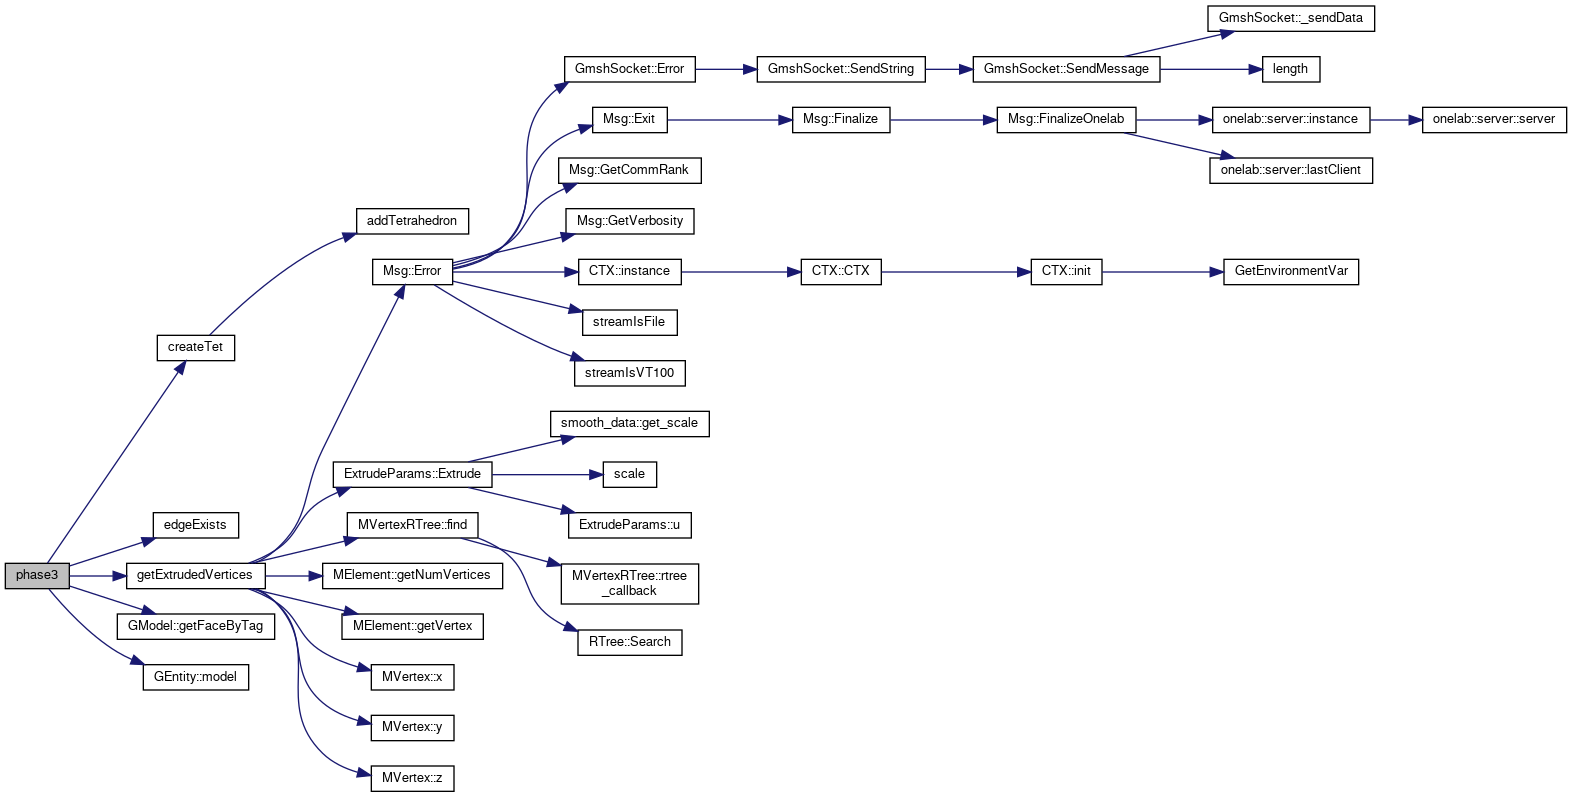 GmshSocket::_sendData
GmshSocket::Error
GmshSocket::SendString
GmshSocket::SendMessage
length
Msg::Exit
Msg::Finalize
Msg::FinalizeOnelab
onelab::server::instance
onelab::server::server
Msg::GetCommRank
onelab::server::lastClient
addTetrahedron
Msg::GetVerbosity
Msg::Error
CTX::instance
CTX::CTX
CTX::init
GetEnvironmentVar
streamIsFile
createTet
streamIsVT100
smooth_data::get_scale
ExtrudeParams::Extrude
scale
edgeExists
MVertexRTree::find
ExtrudeParams::u
phase3
getExtrudedVertices
MElement::getNumVertices
MVertexRTree::rtree
_callback
GModel::getFaceByTag
MElement::getVertex
RTree::Search
GEntity::model
MVertex::x
MVertex::y
MVertex::z